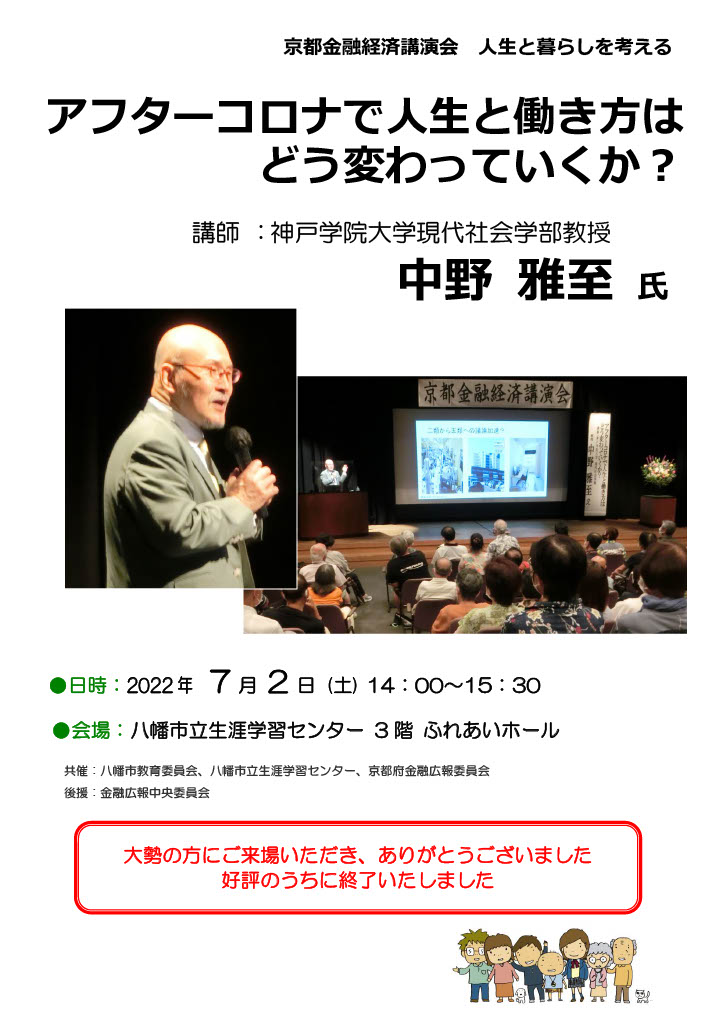 京都金融経済講演会　人生と暮らしを考える
アフターコロナで人生と働き方は
どう変わっていくか？
講師 ：神戸学院大学現代社会学部教授
中野 雅至 氏
京都金融経済講演会
中野 雅至 氏
●日時：2022年 7月2日 (土) 14：00～15：30
●会場：八幡市立生涯学習センター 3階 ふれあいホール
共催：八幡市教育委員会、八幡市立生涯学習センター、京都府金融広報委員会
後援：金融広報中央委員会
大勢の方にご来場いただき、ありがとうございました
好評のうちに終了いたしました